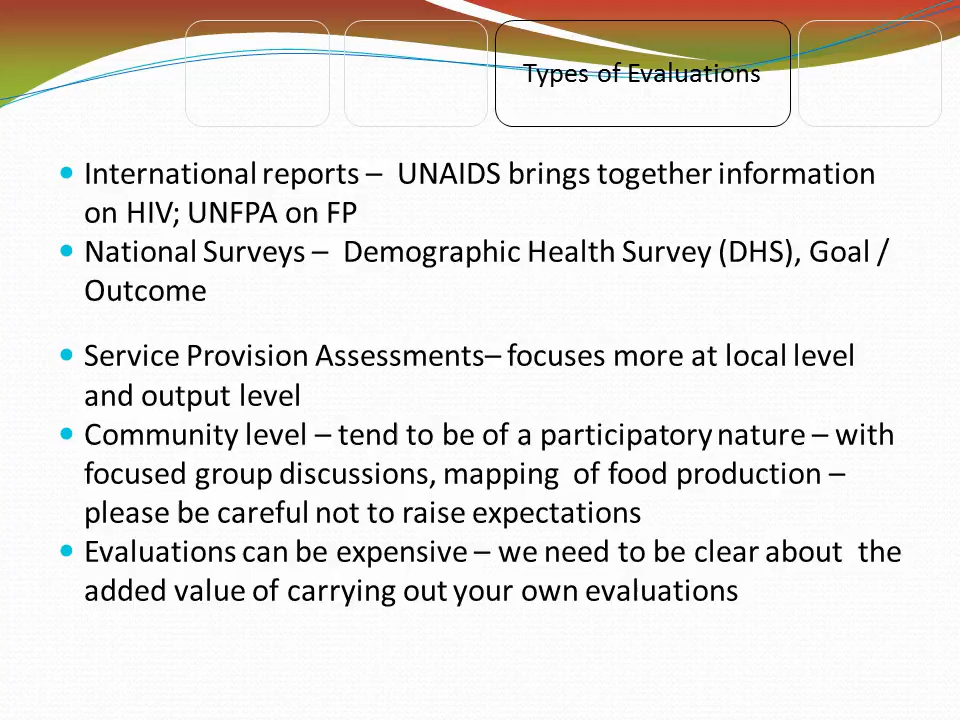 Types of Evaluations
• International reports – UNAIDS brings together information
on HIV; UNFPA on FP
• National Surveys – Demographic Health Survey (DHS), Goal /
Outcome
• Service Provision Assessments– focuses more at local level
and output level
• Community level – tend to be of a participatory nature – with
focused group discussions, mapping of food production –
please be careful not to raise expectations
• Evaluations can be expensive – we need to be clear about the
added value of carrying out your own evaluations